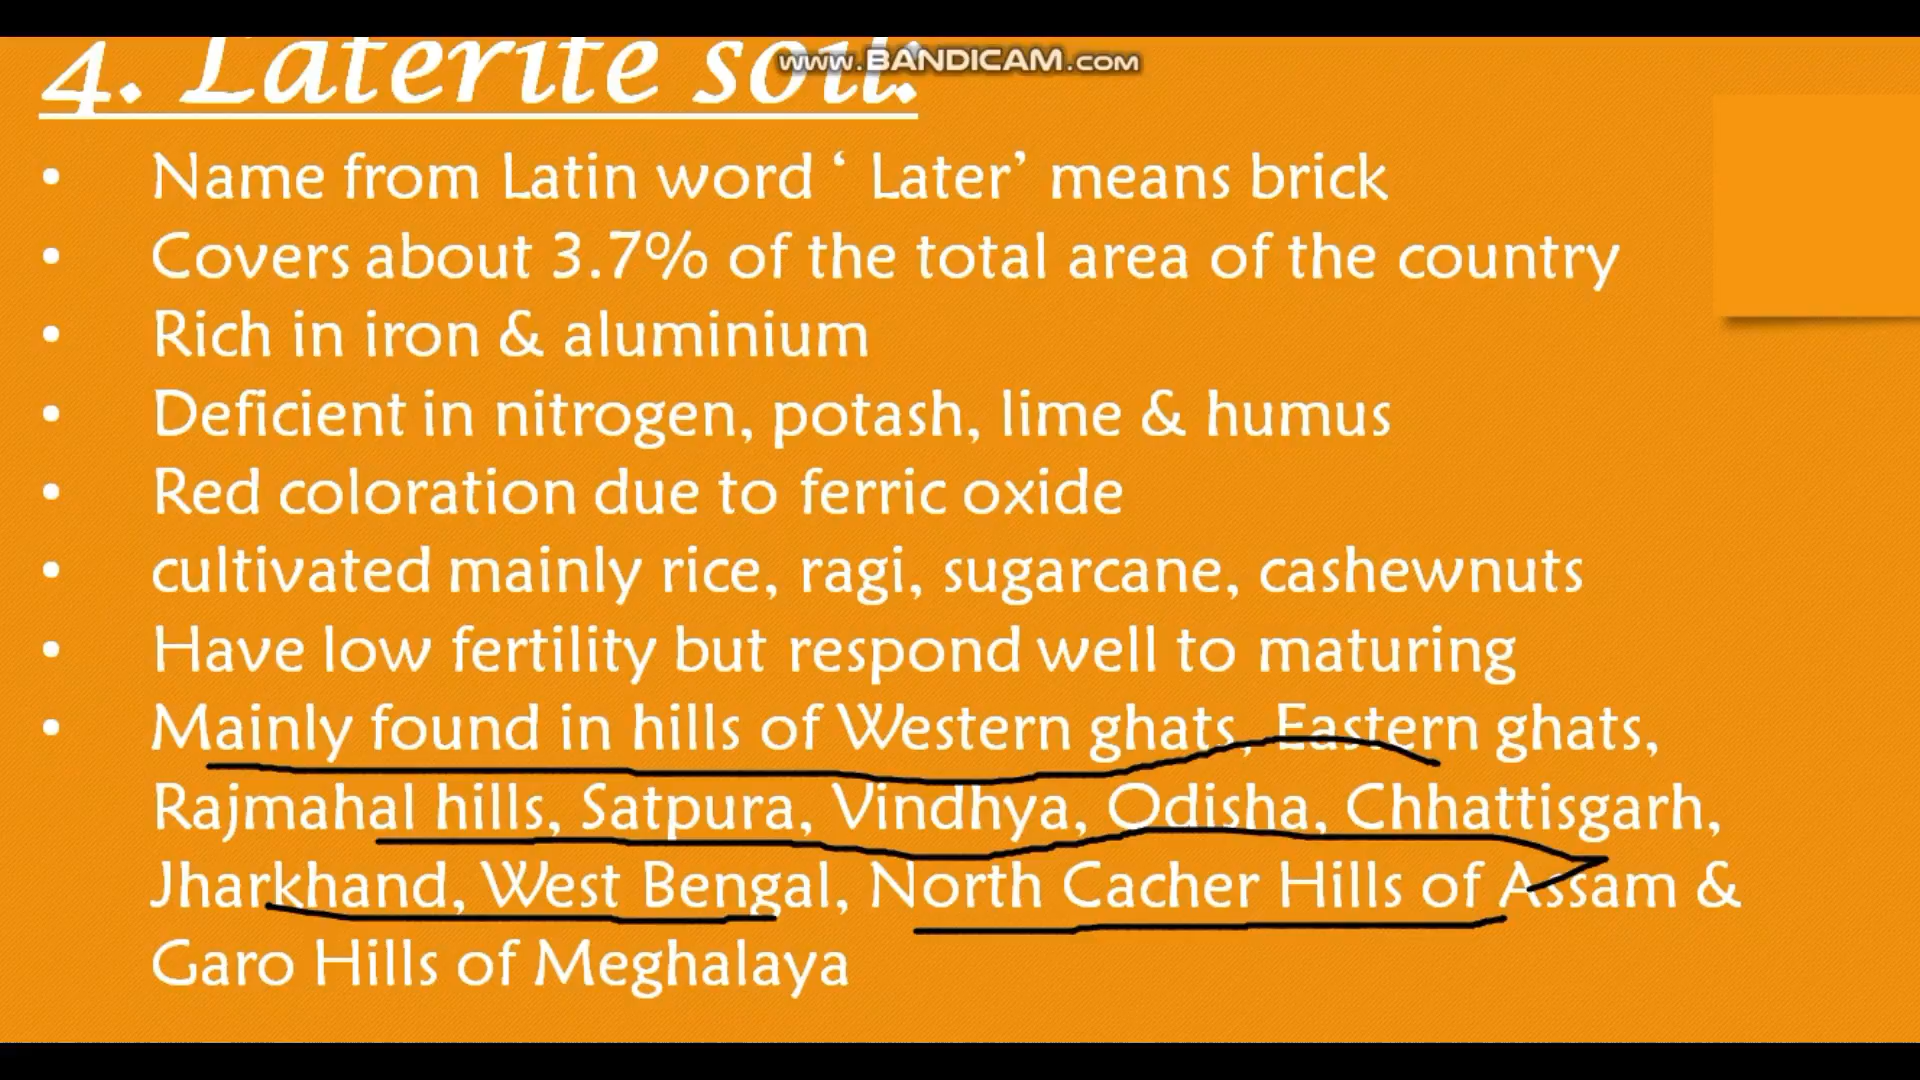 4. Laterite soil:
www.BANDICAM.com
• Name from Latin word ‘ Later’ means brick
• Covers about 3.7% of the total area of the country
• Rich in iron & aluminium
• Deficient in nitrogen, potash, lime & humus
• Red coloration due to ferric oxide
• cultivated mainly rice, ragi, sugarcane, cashewnuts
• Have low fertility but respond well to maturing
• Mainly found in hills of Western ghats, Eastern ghats,
Rajmahal hills, Satpura, Vindhya, Odisha, Chhattisgarh,
Jharkhand, West Bengal, North Cacher Hills of Assam &
Garo Hills of Meghalaya